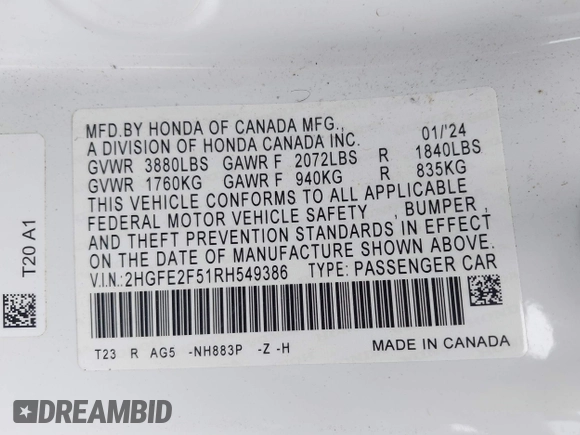 MFD.BY HONDA OF CANADA MFG.,
A DIVISION OF HONDA CANADA INC. 01/'24
GVWR 3880LBS GAWR F 2072LBS R 1840LBS
GVWR 1760KG GAWR F 940KG R 835KG
THIS VEHICLE CONFORMS TO ALL APPLICABLE
FEDERAL MOTOR VEHICLE SAFETY , BUMPER ,
AND THEFT PREVENTION STANDARDS IN EFFECT
ON THE DATE OF MANUFACTURE SHOWN ABOVE.
V.I.N.:2HGFE2F51RH549386 TYPE: PASSENGER CAR
T23 R AG5 -NH883P -Z -H
MADE IN CANADA
T20 A1
DREAMBID